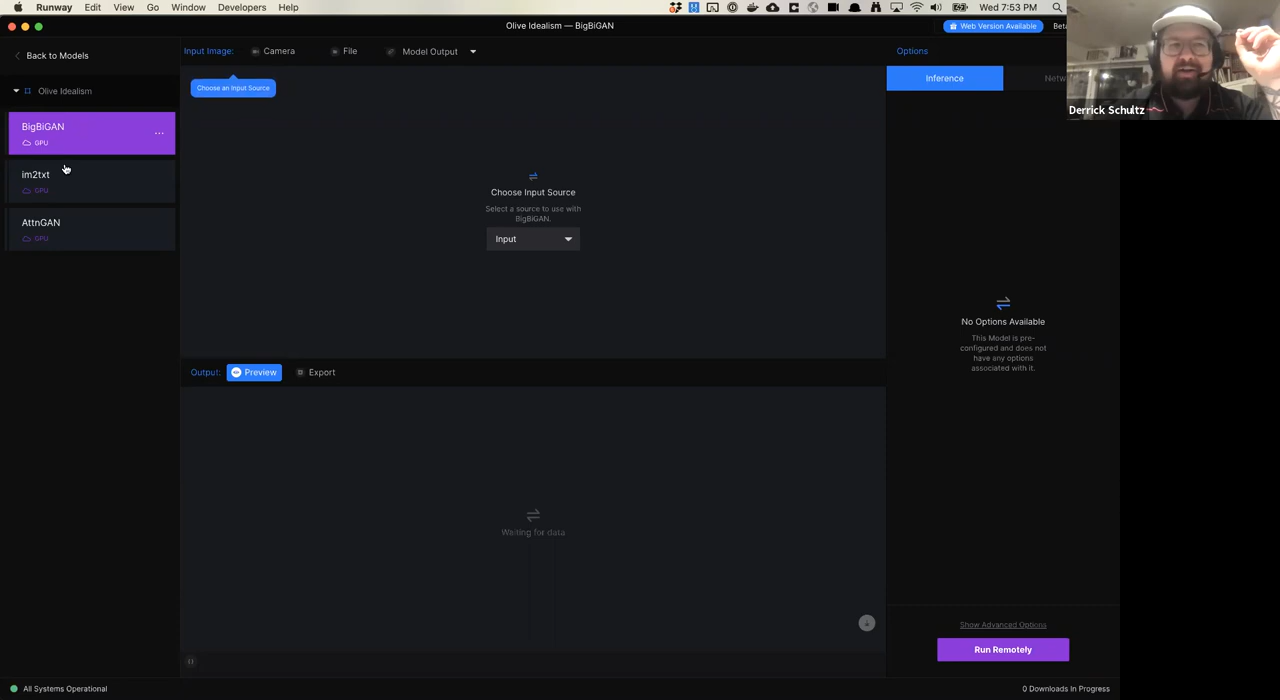 Runway Edit View Go Window Developers Help
Wed 7:53 PM
Olive Idealism — BigBiGAN
Web Version Available
Beta
Back to Models
Input Image: Camera File Model Output
Options
Inference
Netw
Choose an Input Source
Derrick Schultz
Olive Idealism
BigBiGAN
...
GPU
im2txt
GPU
AttnGAN
GPU
Choose Input Source
Select a source to use with
BigBiGAN.
Input
No Options Available
This Model is pre-
configured and does not
have any options
associated with it.
Output: Preview Export
Waiting for data
Show Advanced Options
Run Remotely
All Systems Operational
0 Downloads In Progress